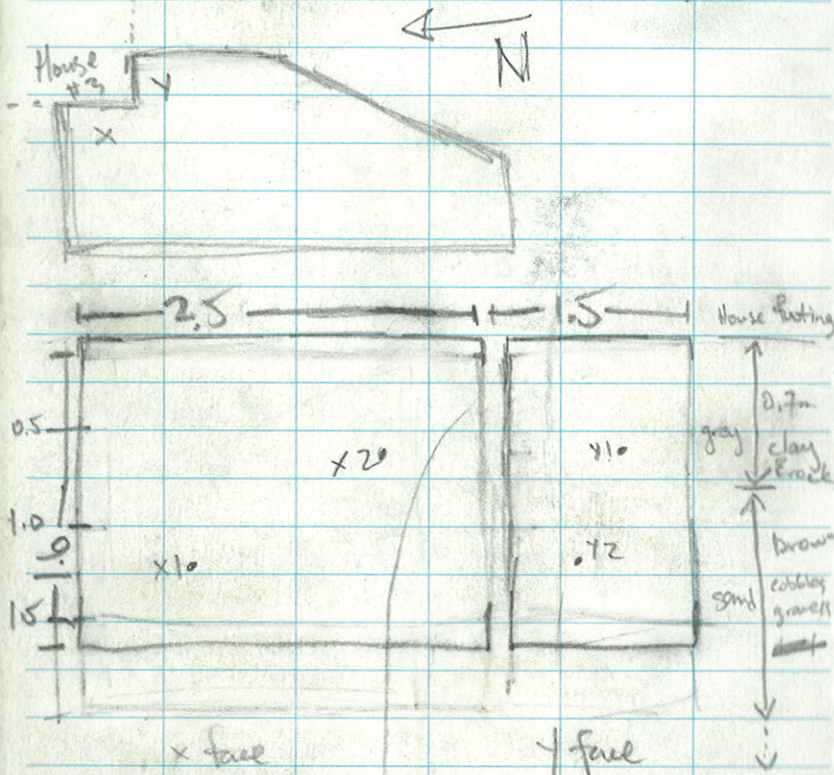 N
House
#3
X
Y
2.5
1.5
House footing
0.5
1.0
1.5
X2
X1
Y1
Y2
gray
0.7m
clay
& rock
brown
sand
cobbles
gravels
x face
y face